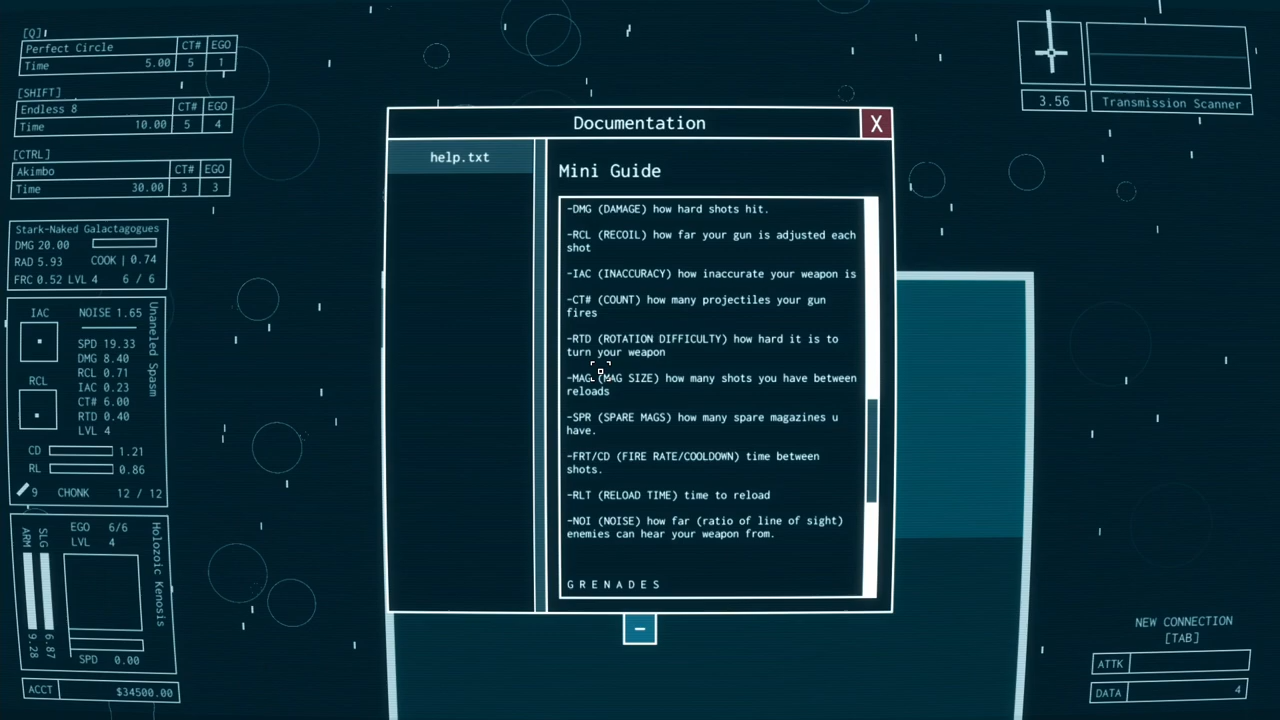 [Q]
Perfect Circle CT# EGO
Time 5.00 5 1
[SHIFT]
Endless 8 CT# EGO
Time 10.00 5 4
[CTRL]
Akimbo CT# EGO
Time 30.00 3 3
Stark-Naked Galactagogues
DMG 20.00
RAD 5.93 COOK | 0.74
FRC 0.52 LVL 4 6 / 6
IAC NOISE 1.65
SPD 19.33
DMG 8.40
RCL RCL 0.71
IAC 0.23
CT# 6.00
RTD 0.40
LVL 4
Unaneled Spasm
CD 1.21
RL 0.86
9 CHONK 12 / 12
EGO 6/6
LVL 4
ARM SLG
9.28 6.87
Holozoic Kenosis
SPD 0.00
ACCT $34500.00
Documentation X
help.txt
Mini Guide
-DMG (DAMAGE) how hard shots hit.
-RCL (RECOIL) how far your gun is adjusted each
shot
-IAC (INACCURACY) how inaccurate your weapon is
-CT# (COUNT) how many projectiles your gun
fires
-RTD (ROTATION DIFFICULTY) how hard it is to
turn your weapon
-MAG (MAG SIZE) how many shots you have between
reloads
-SPR (SPARE MAGS) how many spare magazines u
have.
-FRT/CD (FIRE RATE/COOLDOWN) time between
shots.
-RLT (RELOAD TIME) time to reload
-NOI (NOISE) how far (ratio of line of sight)
enemies can hear your weapon from.
G R E N A D E S
3.56 Transmission Scanner
NEW CONNECTION
[TAB]
ATTK
DATA 4